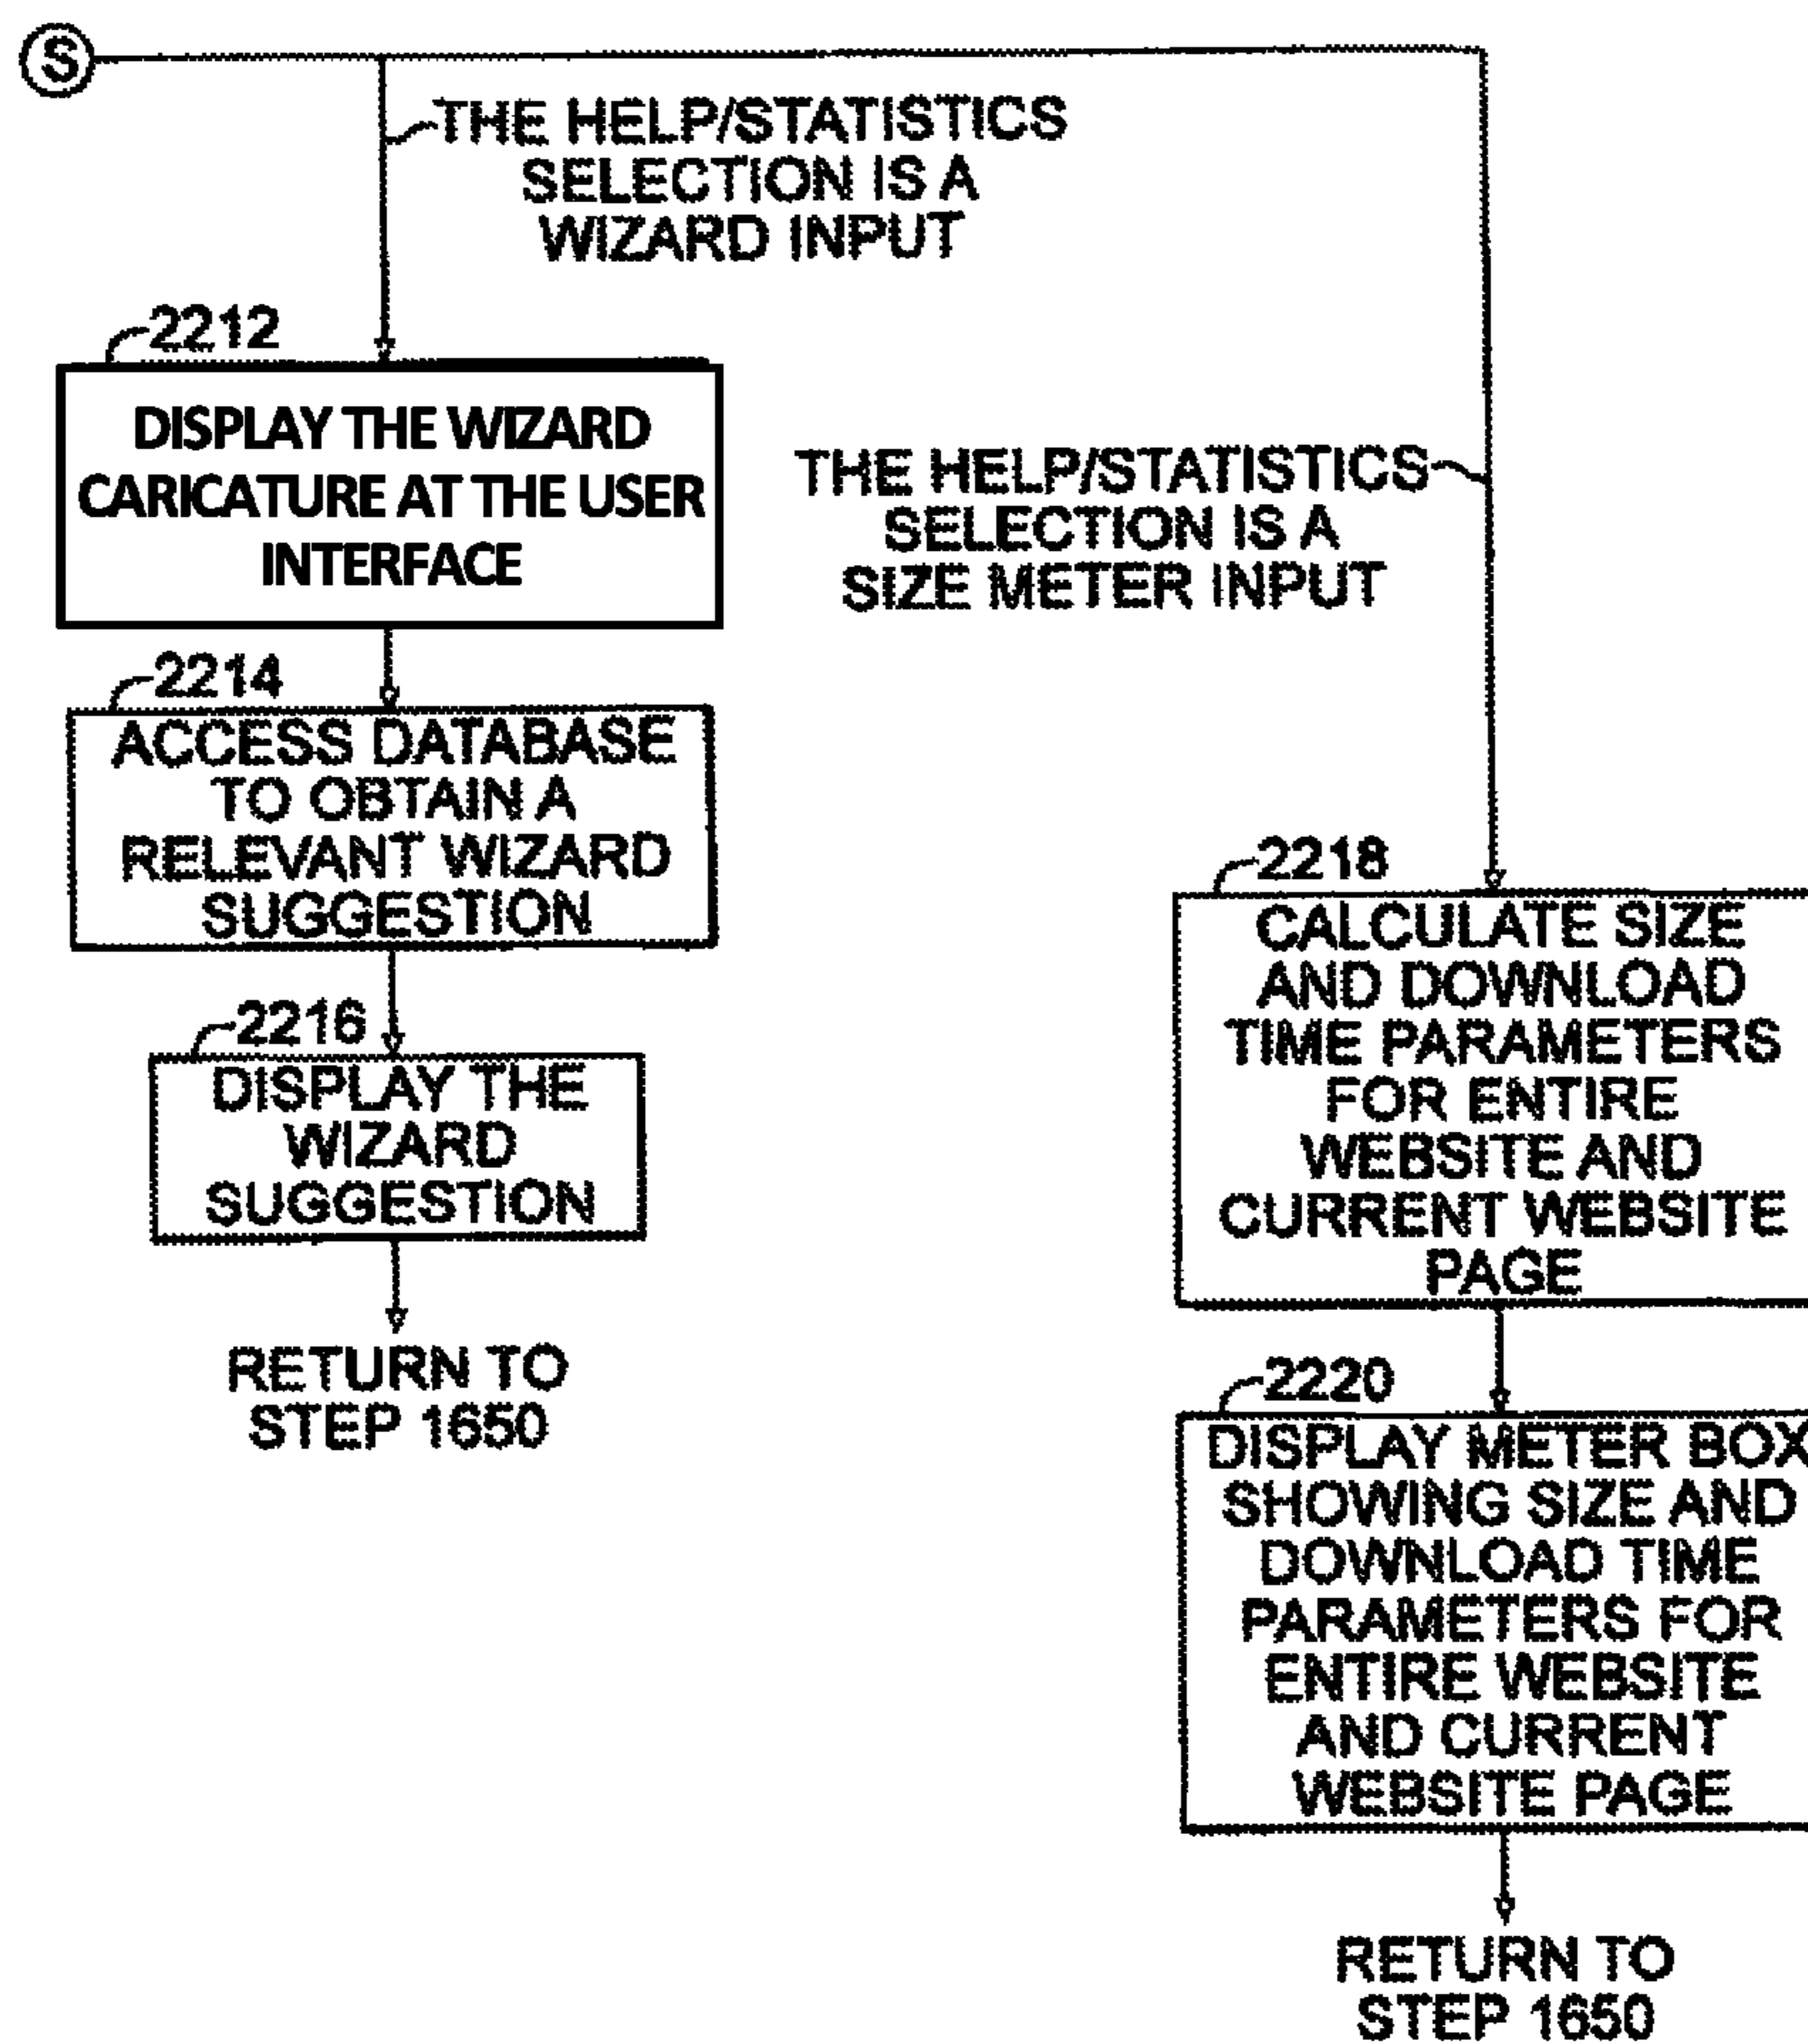 S
THE HELP/STATISTICS
SELECTION IS A
WIZARD INPUT
2212
DISPLAY THE WIZARD
CARICATURE AT THE USER
INTERFACE
2214
ACCESS DATABASE
TO OBTAIN A
RELEVANT WIZARD
SUGGESTION
2216
DISPLAY THE
WIZARD
SUGGESTION
RETURN TO
STEP 1650
THE HELP/STATISTICS
SELECTION IS A
SIZE METER INPUT
2218
CALCULATE SIZE
AND DOWNLOAD
TIME PARAMETERS
FOR ENTIRE
WEBSITE AND
CURRENT WEBSITE
PAGE
2220
DISPLAY METER BOX
SHOWING SIZE AND
DOWNLOAD TIME
PARAMETERS FOR
ENTIRE WEBSITE
AND CURRENT
WEBSITE PAGE
RETURN TO
STEP 1650